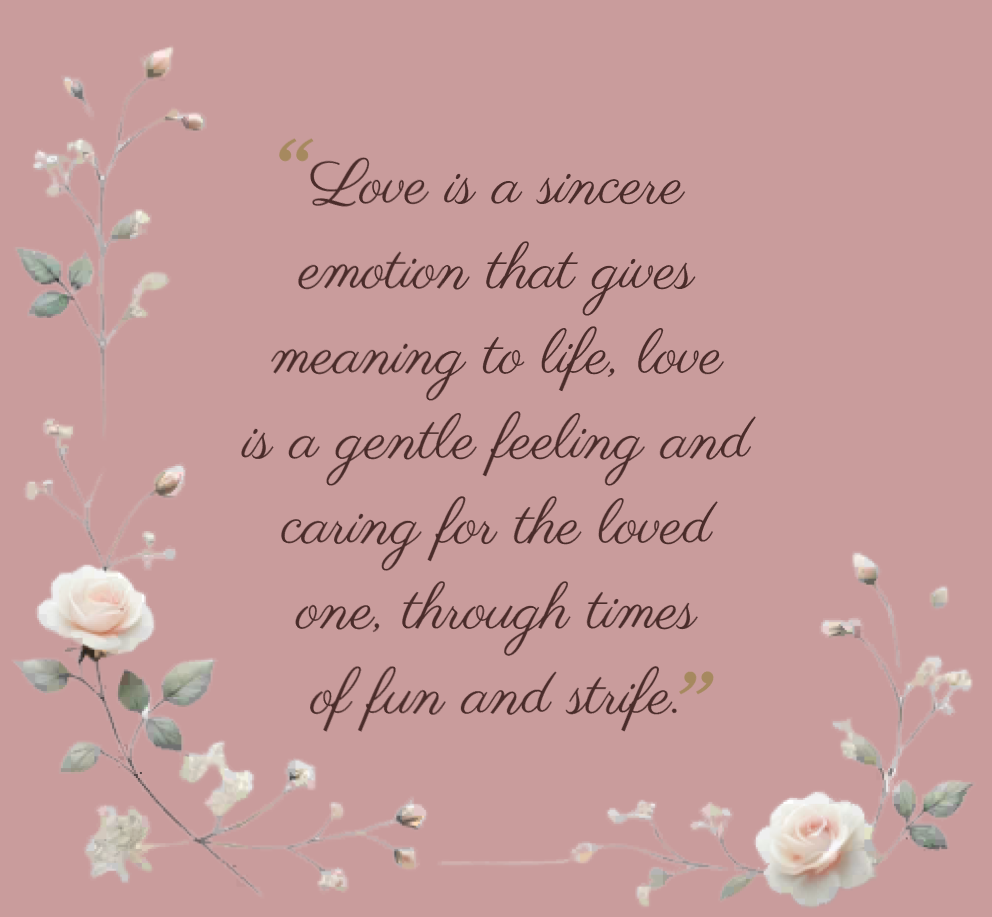 “Love is a sincere
emotion that gives
meaning to life, love
is a gentle feeling and
caring for the loved
one, through times
of fun and strife.”